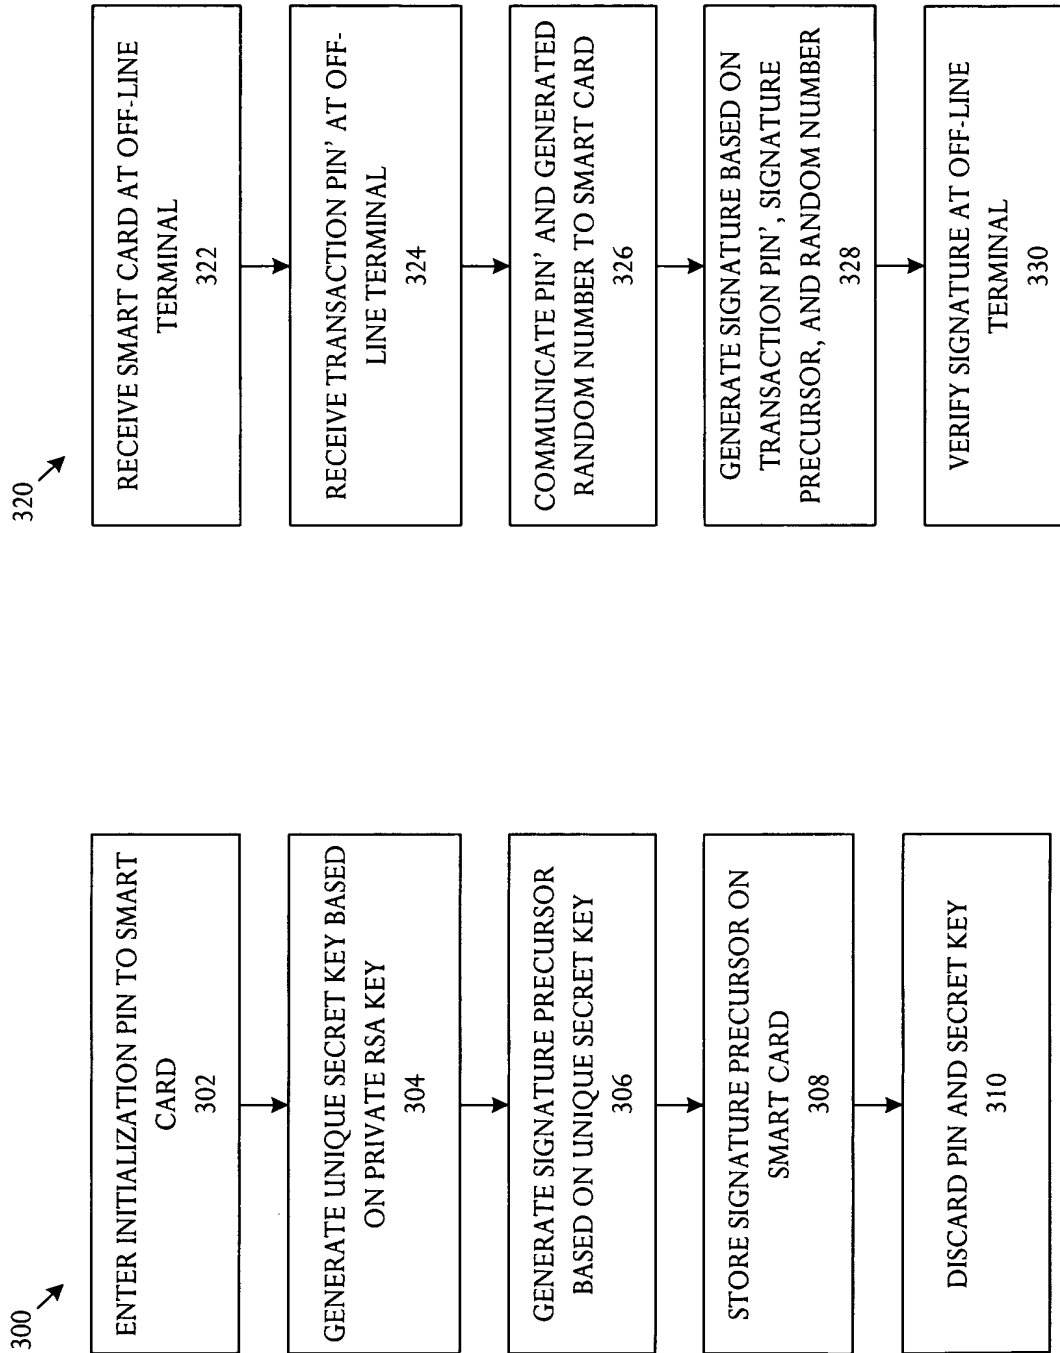 300
ENTER INITIALIZATION PIN TO SMART
CARD
302
GENERATE UNIQUE SECRET KEY BASED
ON PRIVATE RSA KEY
304
GENERATE SIGNATURE PRECURSOR
BASED ON UNIQUE SECRET KEY
306
STORE SIGNATURE PRECURSOR ON
SMART CARD
308
DISCARD PIN AND SECRET KEY
310
320
RECEIVE SMART CARD AT OFF-LINE
TERMINAL
322
RECEIVE TRANSACTION PIN' AT OFF-
LINE TERMINAL
324
COMMUNICATE PIN' AND GENERATED
RANDOM NUMBER TO SMART CARD
326
GENERATE SIGNATURE BASED ON
TRANSACTION PIN', SIGNATURE
PRECURSOR, AND RANDOM NUMBER
328
VERIFY SIGNATURE AT OFF-LINE
TERMINAL
330